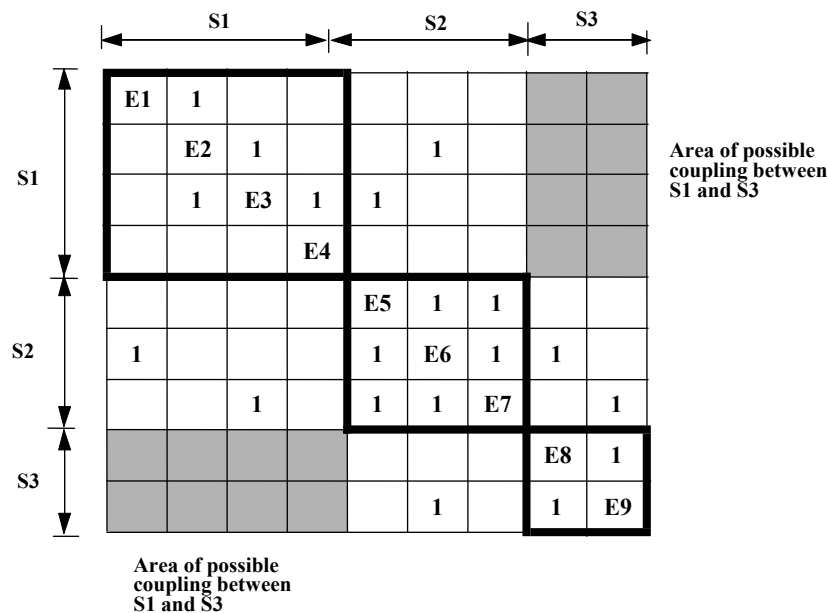 S1 S2 S3
E1 1
E2 1 1
S1 1 E3 1 1
E4
Area of possible
coupling between
S1 and S3
E5 1 1
S2 1 1 E6 1 1
1 1 1 E7 1
S3 E8 1
1 1 E9
Area of possible
coupling between
S1 and S3